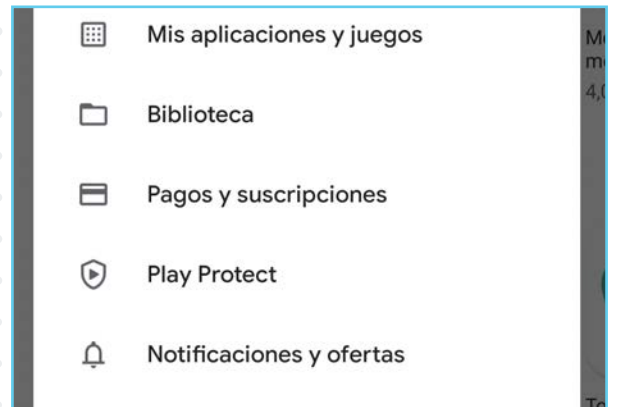 Mis aplicaciones y juegos
Biblioteca
Pagos y suscripciones
Play Protect
Notificaciones y ofertas